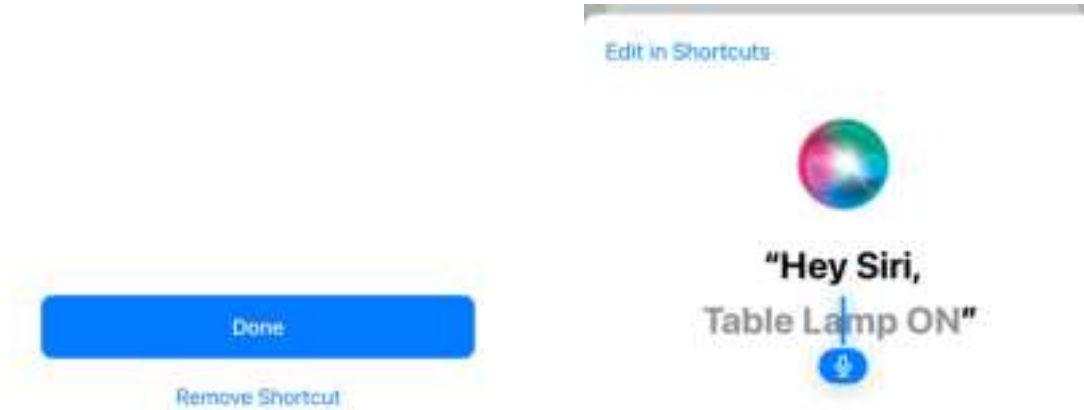 Done
Remove Shortcut
Edit in Shortcuts
“Hey Siri,
Table Lamp ON”